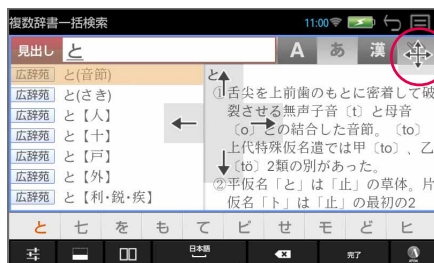 複数辞書一括検索 11:00
見出し と A あ 漢
広辞苑 と(音節)
広辞苑 と(さき)
広辞苑 と【人】
広辞苑 と【十】
広辞苑 と【戸】
広辞苑 と【外】
広辞苑 と【利・鋭・疾】
と
①舌尖を上前歯のもとに密着して破
裂させる無声子音〔t〕と母音
〔o〕との結合した音節。〔to〕
上代特殊仮名遣では甲〔to〕、乙
〔tö〕2類の別があった。
②平仮名「と」は「止」の草体。片
仮名「ト」は「止」の最初の2
と 七 を も て ピ せ モ ど ヒ
日本語 完了